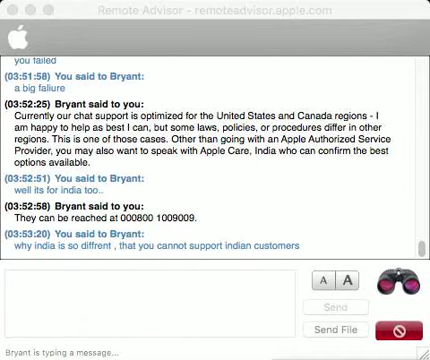 Remote Advisor - remoteadvisor.apple.com
you failed
(03:51:58) You said to Bryant:
a big faliure
(03:52:25) Bryant said to you:
Currently our chat support is optimized for the United States and Canada regions - I
am happy to help as best I can, but some laws, policies, or procedures differ in other
regions. This is one of those cases. Other than going with an Apple Authorized Service
Provider, you may also want to speak with Apple Care, India who can confirm the best
options available.
(03:52:51) You said to Bryant:
well its for india too..
(03:52:58) Bryant said to you:
They can be reached at 000800 1009009.
(03:53:20) You said to Bryant:
why india is so diffrent , that you cannot support indian customers
A A
Send
Send File
Bryant is typing a message...